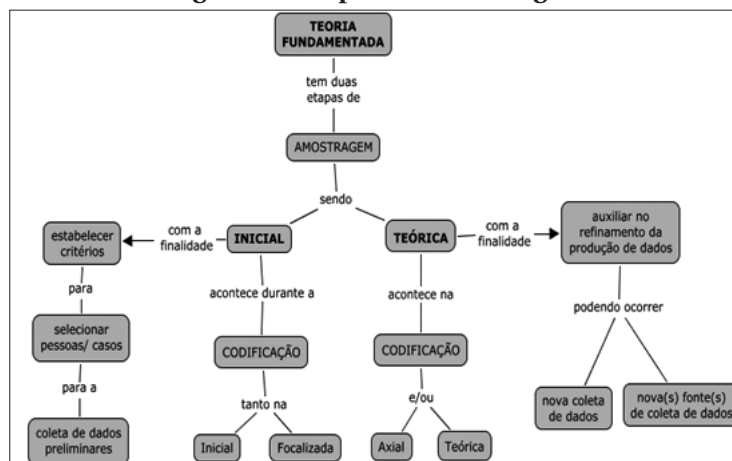 TEORIA
FUNDAMENTADA
tem duas
etapas de
AMOSTRAGEM
sendo
estabelecer
critérios
com a
finalidade
INICIAL
TEÓRICA
com a
finalidade
auxiliar no
refinamento da
produção de dados
para
acontece durante a
acontece na
podendo ocorrer
selecionar
pessoas/ casos
CODIFICAÇÃO
CODIFICAÇÃO
para a
tanto na
e/ou
nova coleta
de dados
nova(s) fonte(s)
de coleta de dados
coleta de dados
preliminares
Inicial
Focalizada
Axial
Teórica